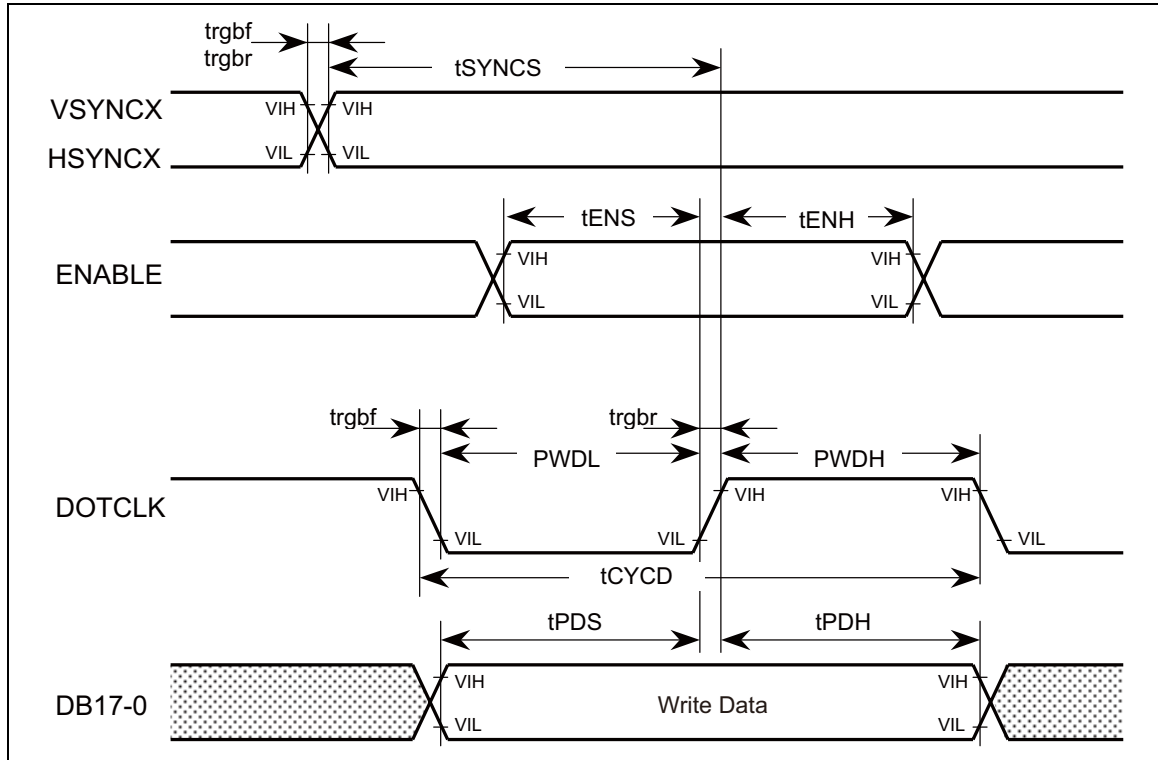 trgbf
trgbr
tSYNCS
VSYNCX
VIH
VIH
HSYNCX
VIL
VIL
tENS
tENH
ENABLE
VIH
VIH
VIL
VIL
trgbf
trgbr
PWDL
PWDH
DOTCLK
VIH
VIH
VIH
VIL
VIL
VIL
tCYCD
tPDS
tPDH
DB17-0
VIH
VIH
Write Data
VIL
VIL